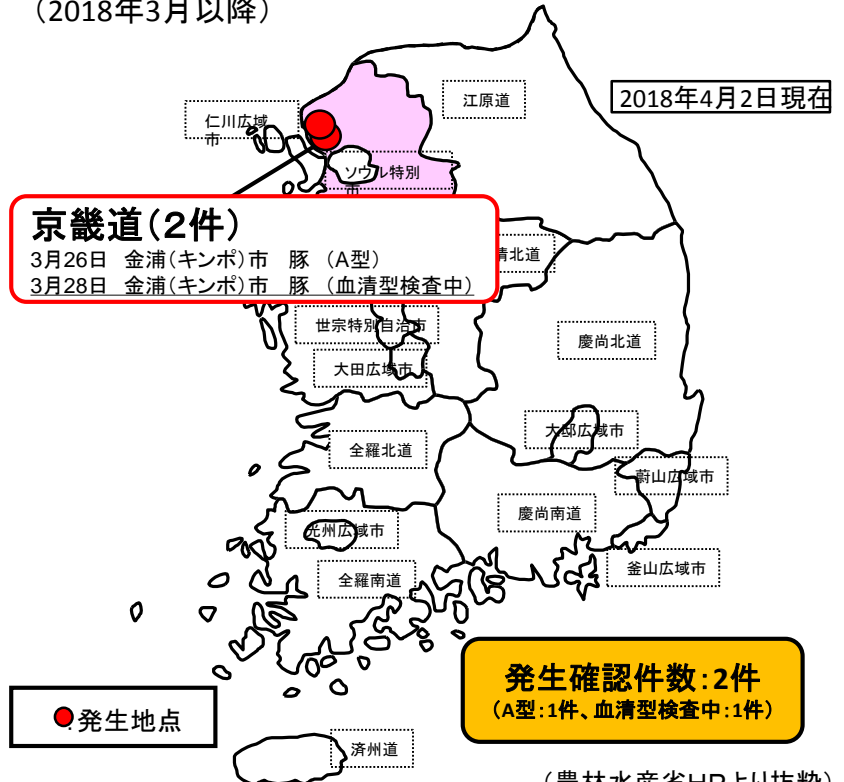 （2018年3月以降）
江原道
2018年4月2日現在
仁川広域
市
ソウル特別
市
京畿道（２件）
3月26日　金浦（キンポ）市　豚　（A型）
3月28日　金浦（キンポ）市　豚　（血清型検査中）
清北道
世宗特別自治市
慶尚北道
大田広域市
大邸広域市
全羅北道
蔚山広域市
慶尚南道
光州広域市
釜山広域市
全羅南道
発生確認件数：2件
（A型：1件、血清型検査中：1件）
発生地点
済州道
（農林水産省HPより抜粋）